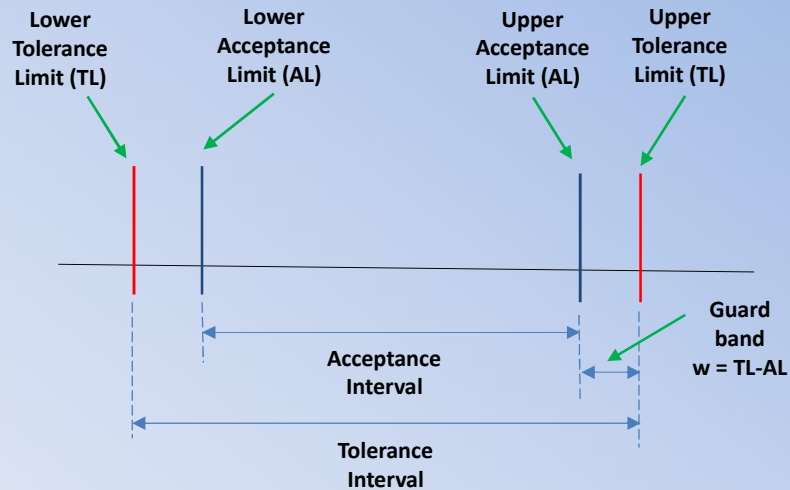 Lower
Tolerance
Limit (TL)
Lower
Acceptance
Limit (AL)
Upper
Acceptance
Limit (AL)
Upper
Tolerance
Limit (TL)
Guard
band
w = TL-AL
Acceptance
Interval
Tolerance
Interval